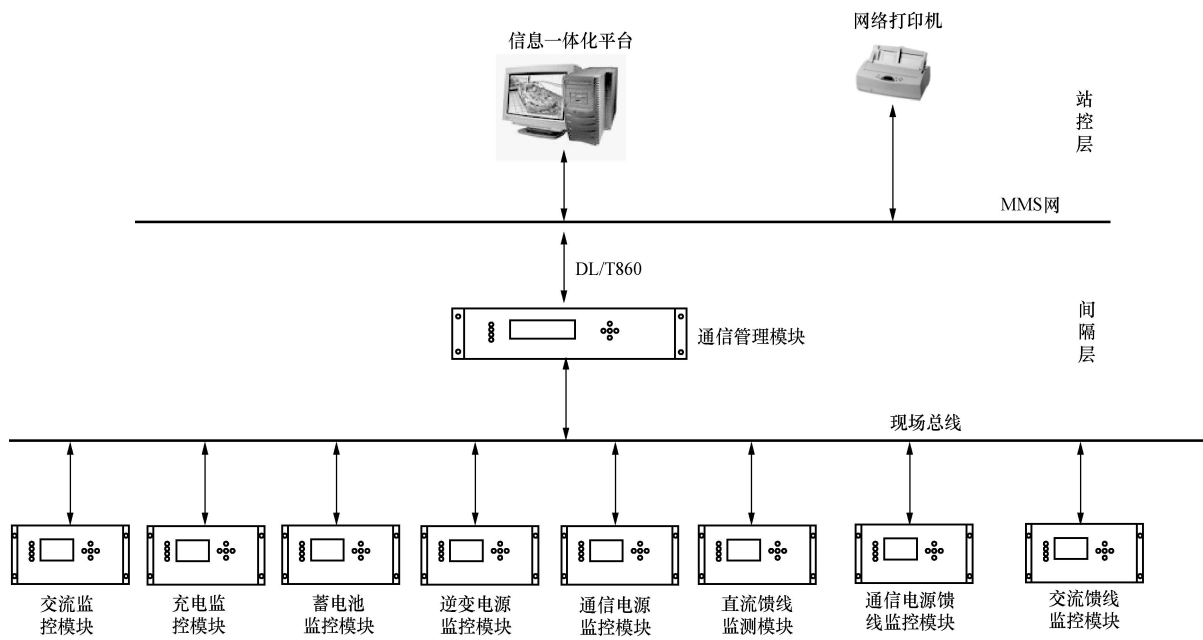 信息一体化平台
网络打印机
站
控
层
MMS网
DL/T860
通信管理模块
间
隔
层
现场总线
交流监
控模块
充电监
控模块
蓄电池
监控模块
逆变电源
监控模块
通信电源
监控模块
直流馈线
监测模块
通信电源馈
线监控模块
交流馈线
监控模块